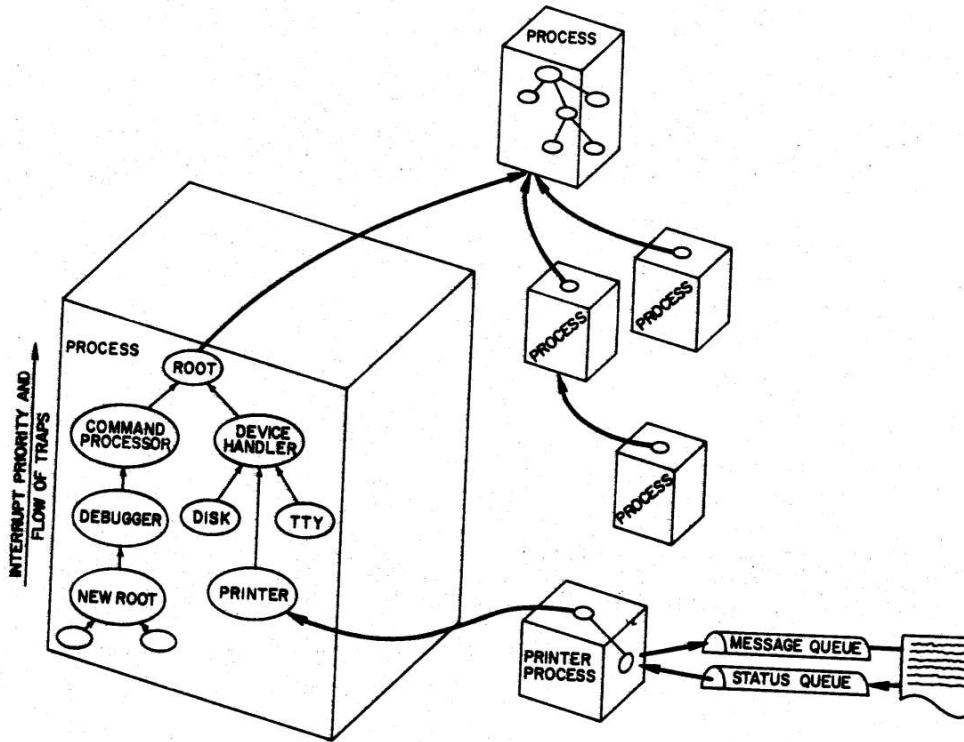 PROCESS
PROCESS
PROCESS
PROCESS
PROCESS
ROOT
COMMAND
PROCESSOR
DEVICE
HANDLER
DEBUGGER
DISK
TTY
NEW ROOT
PRINTER
INTERRUPT PRIORITY AND
FLOW OF TRAPS
PRINTER
PROCESS
MESSAGE QUEUE
STATUS QUEUE